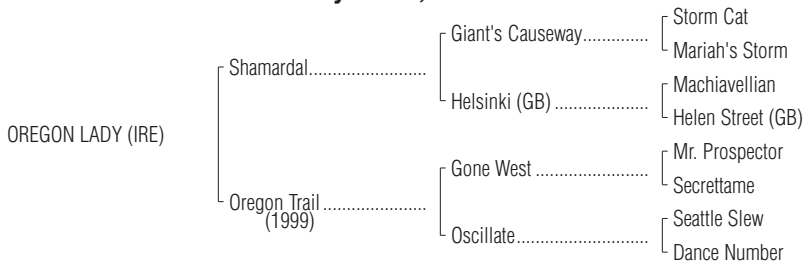 Storm Cat
Giant's Causeway..............
Mariah's Storm
Shamardal.........................
Machiavellian
Helsinki (GB) ....................
Helen Street (GB)
OREGON LADY (IRE)
Mr. Prospector
Gone West ........................
Secrettame
Oregon Trail ......................
(1999)
Seattle Slew
Oscillate............................
Dance Number